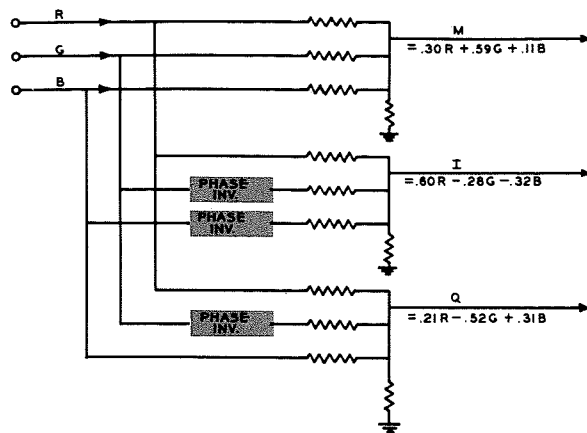 R
G
B
M
=.30R +.59G +.11B
PHASE
INV.
PHASE
INV.
I
=.60R -.28G -.32B
PHASE
INV.
Q
=.21R -.52G +.31B